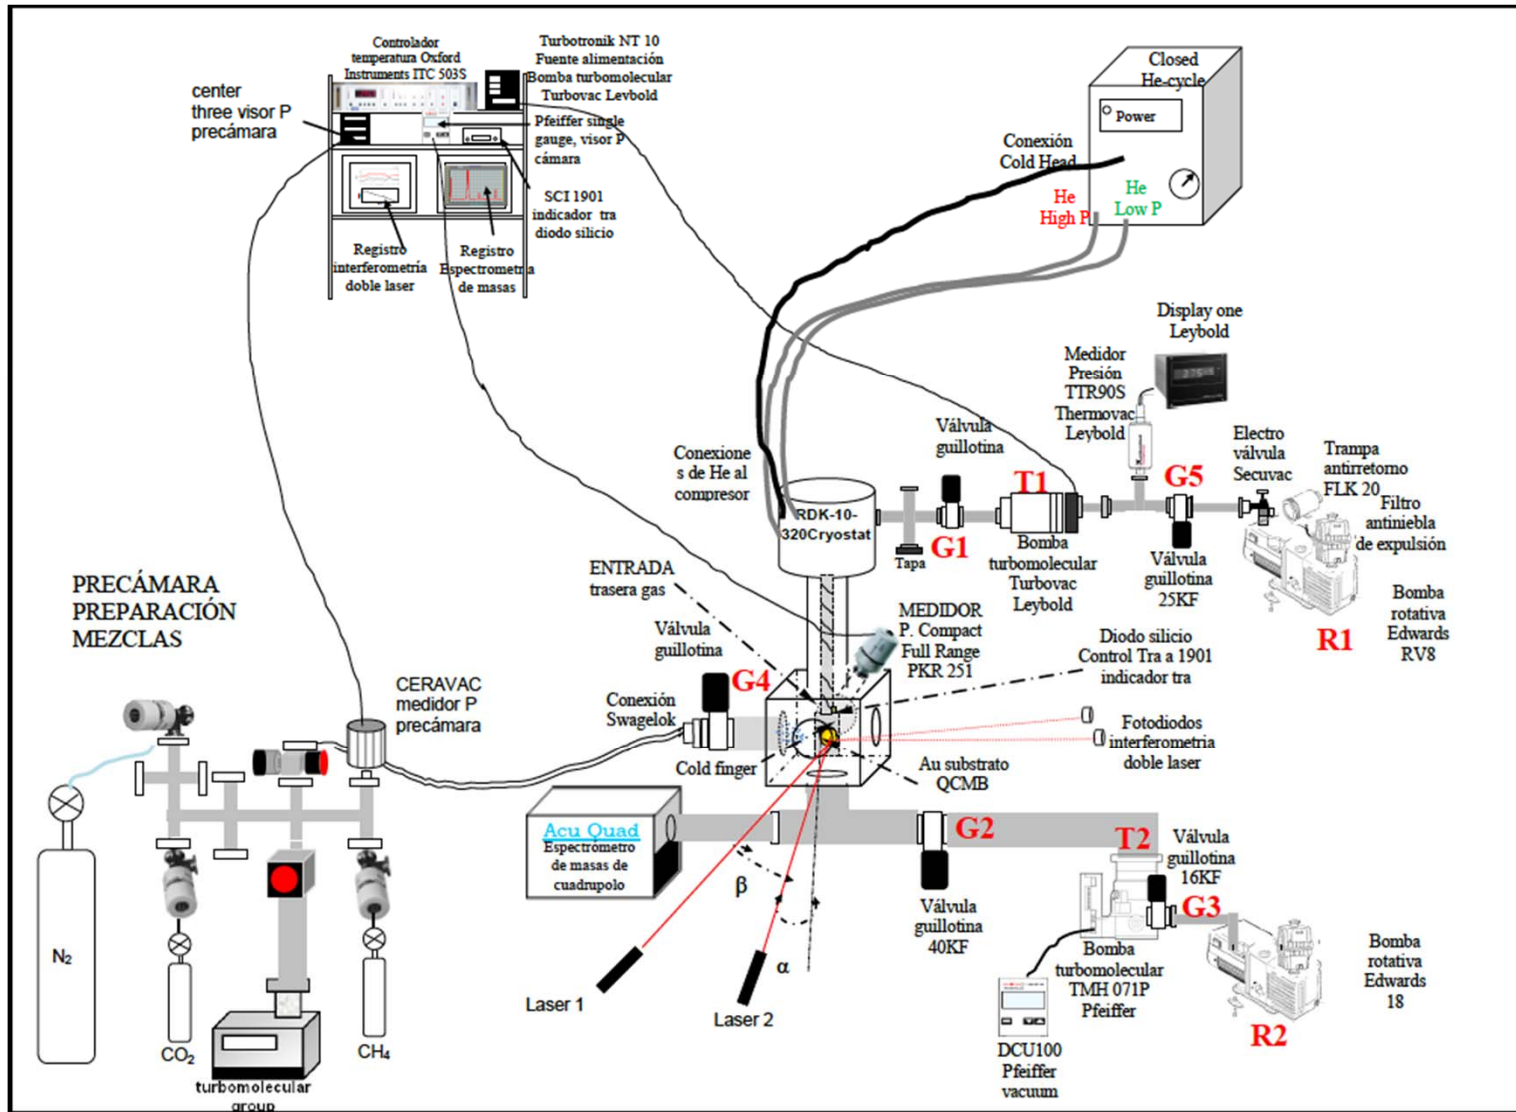 Controlador
temperatura Oxford
Instruments ITC 503S
Turbotronik NT 10
Fuente alimentación
Bomba turbomolecular
Turbovac Levbold
center
three visor P
precámara
Pfeiffer single
gauge, visor P
cámara
SCI 1901
indicador tra
diodo silicio
Registro
interferometría
doble laser
Registro
Espectrometria
de masas
Closed
He-cycle
Power
Conexión
Cold Head
He
High P
He
Low P
Display one
Leybold
Medidor
Presión
TTR90S
Thermovac
Leybold
Válvula
guillotina
Electro
válvula
Secuvac
Trampa
antirretorno
FLK 20
Filtro
antiniebla
de expulsión
Conexione
s de He al
compresor
RDK-10-
320Cryostat
T1
G5
G1
Tapa
Bomba
turbomolecular
Turbovac
Leybold
Válvula
guillotina
25KF
R1
Bomba
rotativa
Edwards
RV8
ENTRADA
trasera gas
MEDIDOR
P. Compact
Full Range
PKR 251
Diodo silicio
Control Tra a 1901
indicador tra
PRECÁMARA
PREPARACIÓN
MEZCLAS
Válvula
guillotina
G4
CERAVAC
medidor P
precámara
Conexión
Swagelok
Cold finger
Fotodiodos
interferometria
doble laser
Au substrato
QCMB
Acu Quad
Espectrómetro
de masas de
cuadrupolo
G2
T2
Válvula
guillotina
16KF
G3
Válvula
guillotina
40KF
β
α
Bomba
turbomolecular
TMH 071P
Pfeiffer
Bomba
rotativa
Edwards
18
R2
DCU100
Pfeiffer
vacuum
Laser 1
Laser 2
N2
CO2
CH4
turbomolecular
group